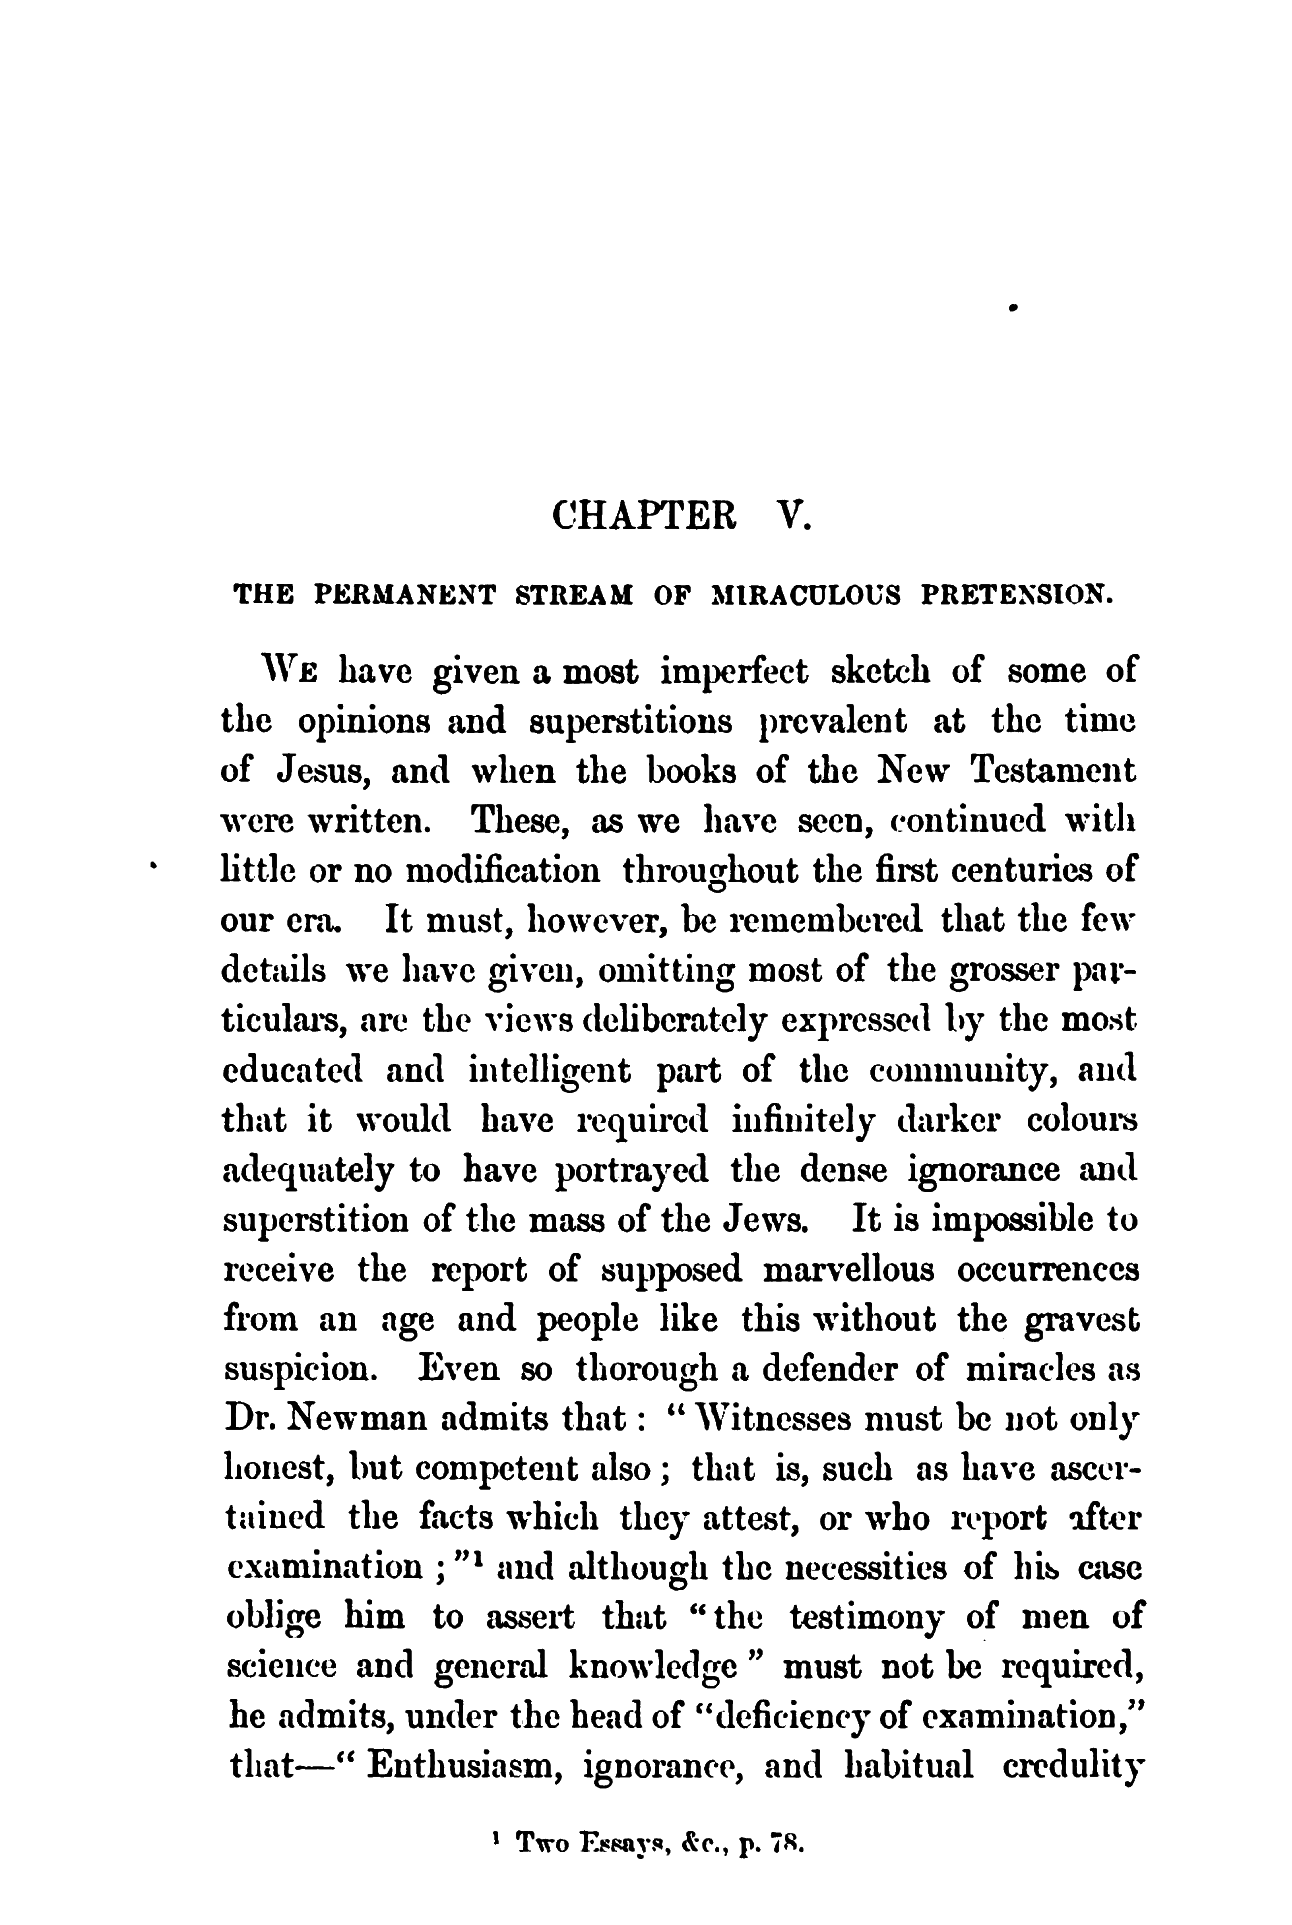 CHAPTER V.
THE PERMANENT STREAM OF MIRACULOUS PRETENSION.
WE have given a most imperfect sketch of some of
the opinions and superstitions prevalent at the time
of Jesus, and when the books of the New Testament
were written. These, as we have seen, continued with
little or no modification throughout the first centuries of
our era. It must, however, be remembered that the few
details we have given, omitting most of the grosser par-
ticulars, are the views deliberately expressed by the most
educated and intelligent part of the community, and
that it would have required infinitely darker colours
adequately to have portrayed the dense ignorance and
superstition of the mass of the Jews. It is impossible to
receive the report of supposed marvellous occurrences
from an age and people like this without the gravest
suspicion. Even so thorough a defender of miracles as
Dr. Newman admits that : “ Witnesses must be not only
honest, but competent also ; that is, such as have ascer-
tained the facts which they attest, or who report after
examination ; ”¹ and although the necessities of his case
oblige him to assert that “ the testimony of men of
science and general knowledge ” must not be required,
he admits, under the head of “deficiency of examination,”
that—“ Enthusiasm, ignorance, and habitual credulity
¹ Two Essays, &c., p. 78.